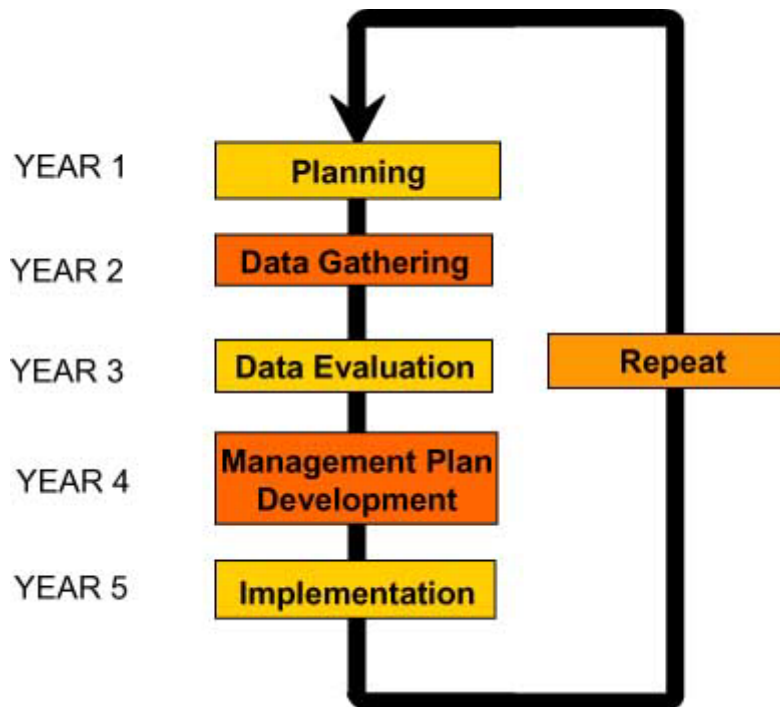 YEAR 1
Planning
YEAR 2
Data Gathering
YEAR 3
Data Evaluation
Repeat
YEAR 4
Management Plan
Development
YEAR 5
Implementation